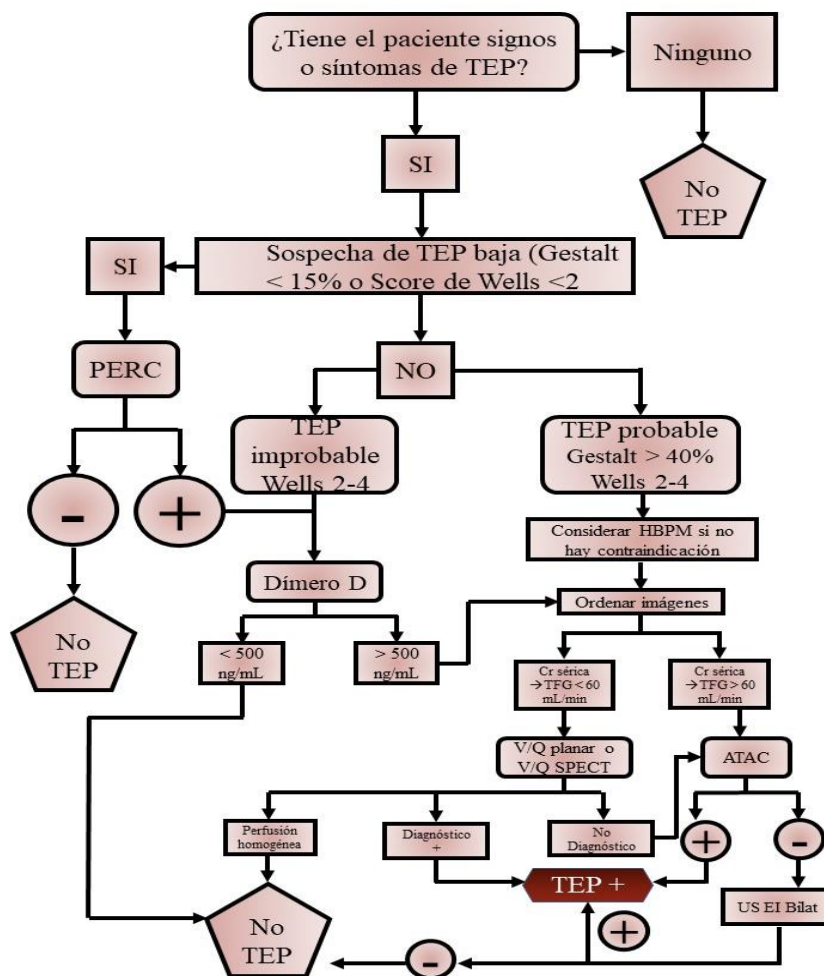 ¿Tiene el paciente signos
o síntomas de TEP?
Ninguno
SI
No
TEP
SI
Sospecha de TEP baja (Gestalt
< 15% o Score de Wells <2
PERC
NO
TEP
improbable
Wells 2-4
TEP probable
Gestalt > 40%
Wells 2-4
-
+
Considerar HBPM si no
hay contraindicación
Dímero D
Ordenar imágenes
No
TEP
< 500
ng/mL
> 500
ng/mL
Cr sérica
→TFG < 60
mL/min
Cr sérica
→TFG > 60
mL/min
V/Q planar o
V/Q SPECT
ATAC
Perfusión
homogénea
Diagnóstico
+
No
Diagnóstico
+
-
TEP +
US EI Bilat
No
TEP
-
+